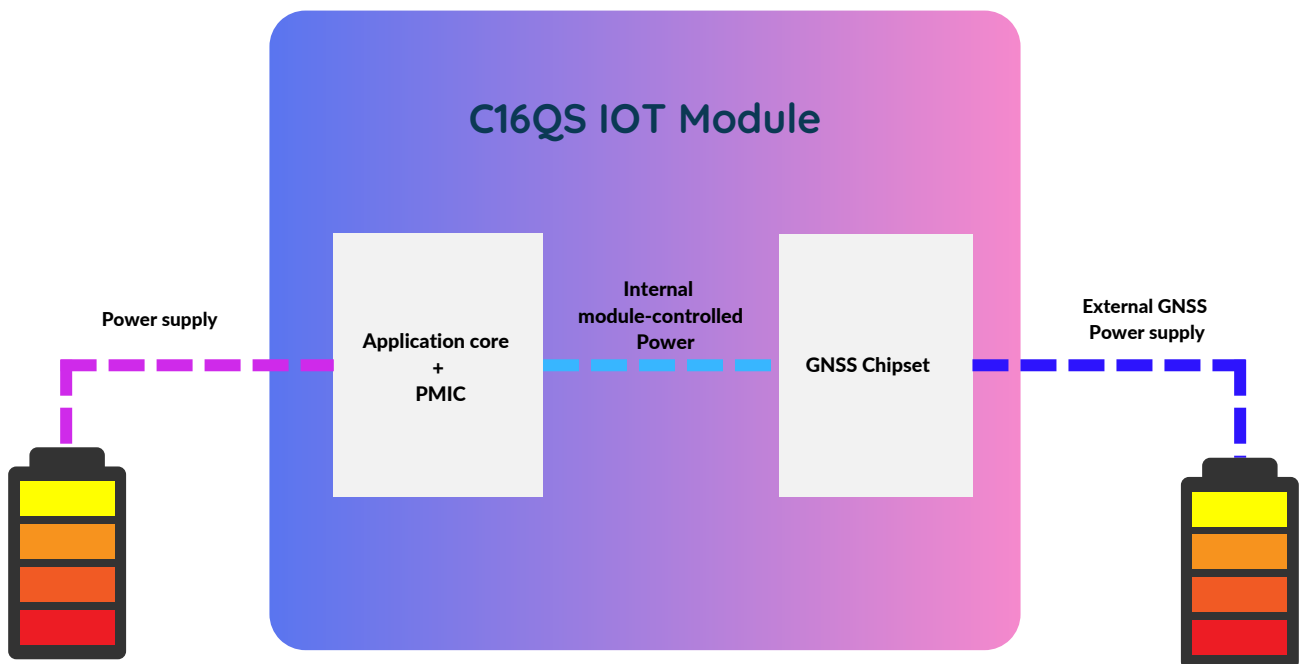 C16QS IOT Module
Power supply
Application core
+
PMIC
Internal
module-controlled
Power
GNSS Chipset
External GNSS
Power supply